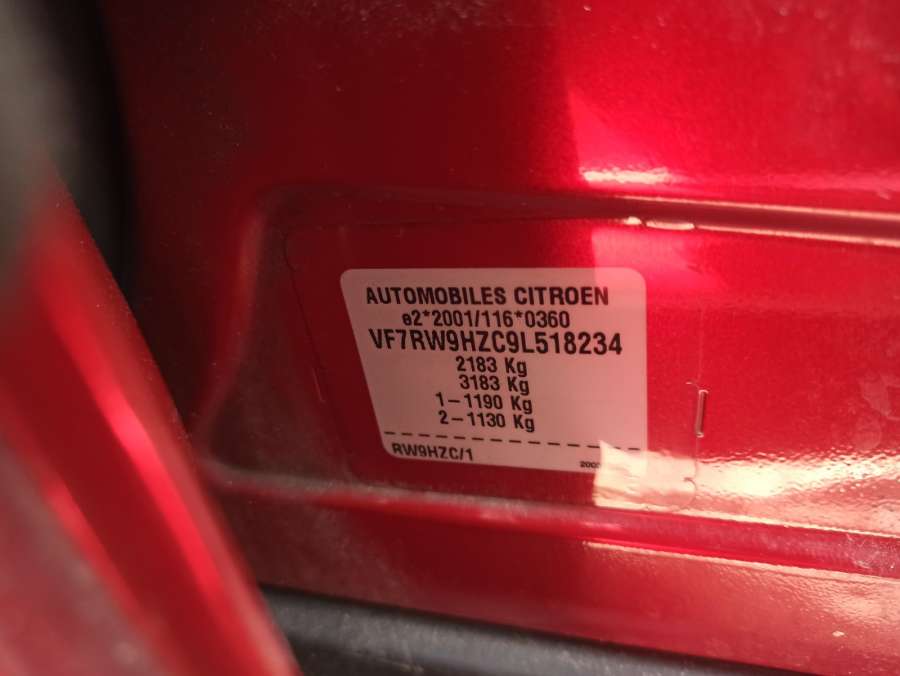 AUTOMOBILES CITROEN
e2*2001/116*0360
VF7RW9HZC9L518234
2183 Kg
3183 Kg
1-1190 Kg
2-1130 Kg
RW9HZC/1